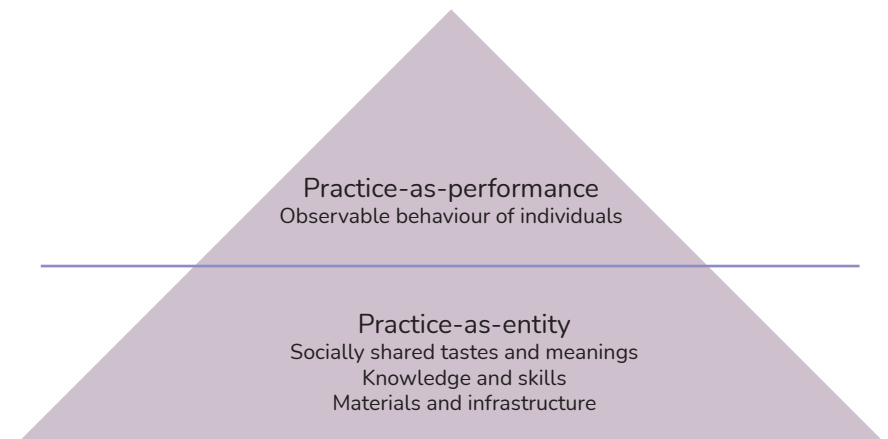 Practice-as-performance
Observable behaviour of individuals
Practice-as-entity
Socially shared tastes and meanings
Knowledge and skills
Materials and infrastructure